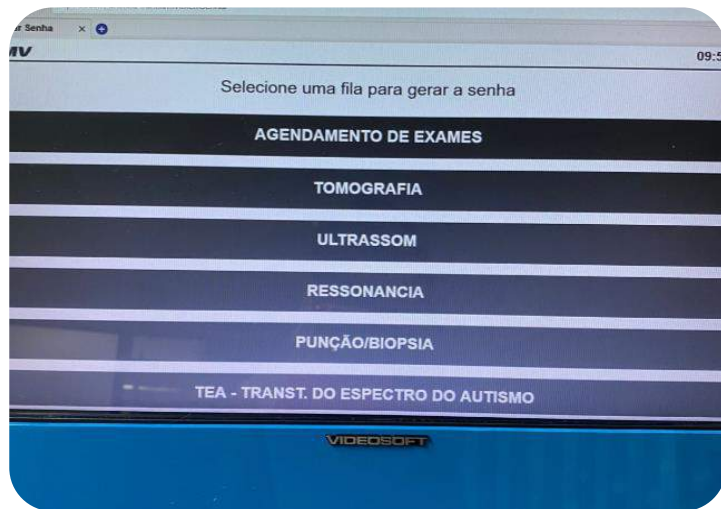 ar Senha × +
MV 09:5
Selecione uma fila para gerar a senha
AGENDAMENTO DE EXAMES
TOMOGRAFIA
ULTRASSOM
RESSONANCIA
PUNÇÃO/BIOPSIA
TEA - TRANST. DO ESPECTRO DO AUTISMO
VIDEOSOFT